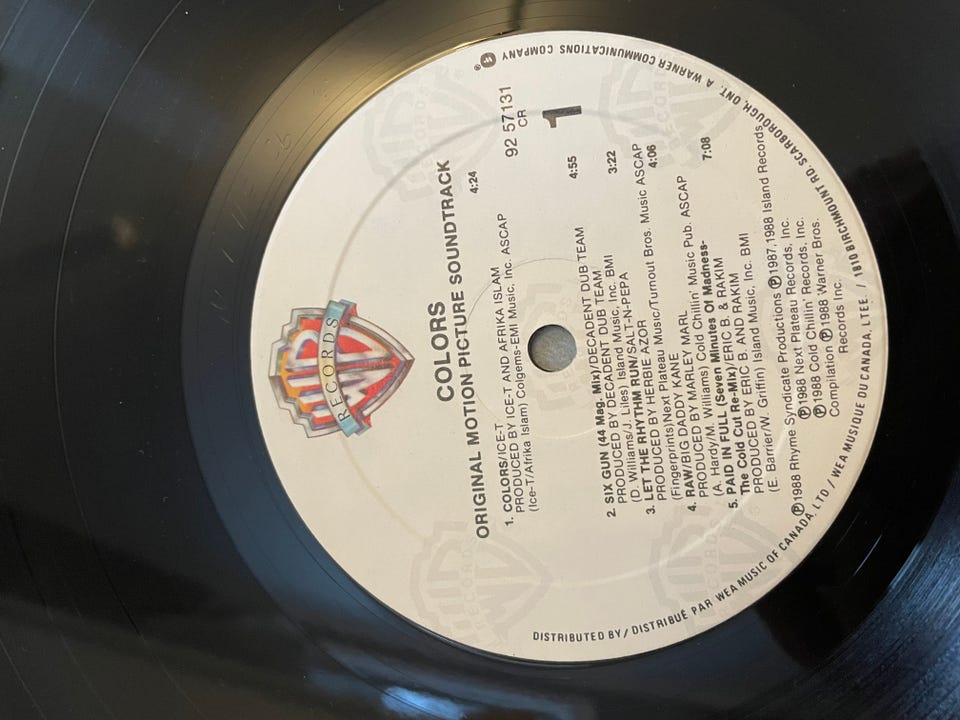 RECORDS
COLORS
ORIGINAL MOTION PICTURE SOUNDTRACK
92 57131
CR
1
1. COLORS/ICE-T 4:24
PRODUCED BY ICE-T AND AFRIKA ISLAM
(Ice-T/Afrika Islam) Colgems-EMI Music, Inc. ASCAP
2. SIX GUN (44 Mag. Mix)/DECADENT DUB TEAM 4:55
PRODUCED BY DECADENT DUB TEAM
(D. Williams/J. Liles) Island Music, Inc. BMI
3. LET THE RHYTHM RUN/SALT-N-PEPA 3:22
PRODUCED BY HERBIE AZOR
(Fingerprints)Next Plateau Music/Turnout Bros. Music ASCAP
4. RAW/BIG DADDY KANE 4:06
PRODUCED BY MARLEY MARL
(A. Hardy/M. Williams) Cold Chillin' Music Pub. ASCAP
5. PAID IN FULL (Seven Minutes Of Madness-
The Cold Cut Re-Mix)/ERIC B. & RAKIM 7:08
PRODUCED BY ERIC B. AND RAKIM
(E. Barrier/W. Griffin) Island Music, Inc. BMI
Ⓟ1988 Rhyme Syndicate Productions Ⓟ1987,1988 Island Records,
Ⓟ1988 Next Plateau Records, Inc.
Ⓟ1988 Cold Chillin' Records, Inc.
Compilation Ⓟ1988 Warner Bros.
Records Inc.
DISTRIBUTED BY / DISTRIBUÉ PAR WEA MUSIC OF CANADA, LTD / WEA MUSIQUE DU CANADA, LTEE. / 1810 BIRCHMOUNT RD. SCARBOROUGH, ONT. A WARNER COMMUNICATIONS COMPANY ®